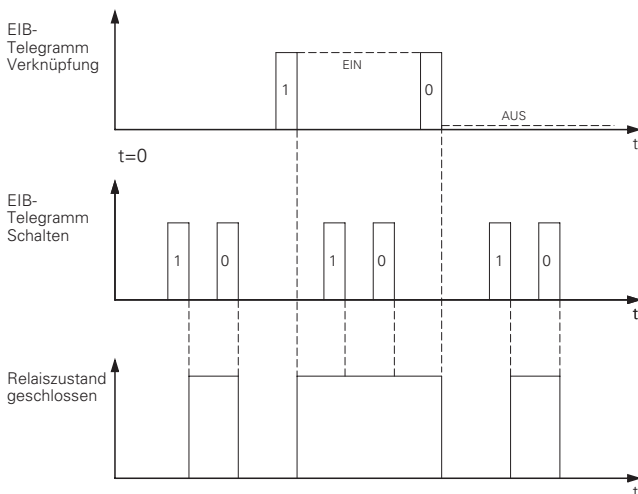 EIB-
Telegramm
Verknüpfung
1
EIN
0
AUS
t
t=0
EIB-
Telegramm
Schalten
1
0
1
0
1
0
t
Relaiszustand
geschlossen
t